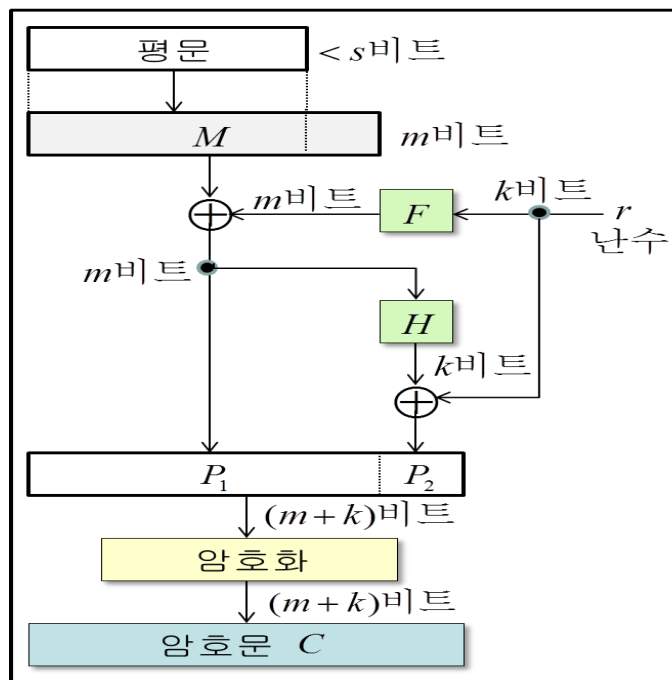 평문 < s비트
M m비트
m비트 F k비트 r
난수
m비트
H
k비트
P₁ P₂
(m + k)비트
암호화
(m + k)비트
암호문 C